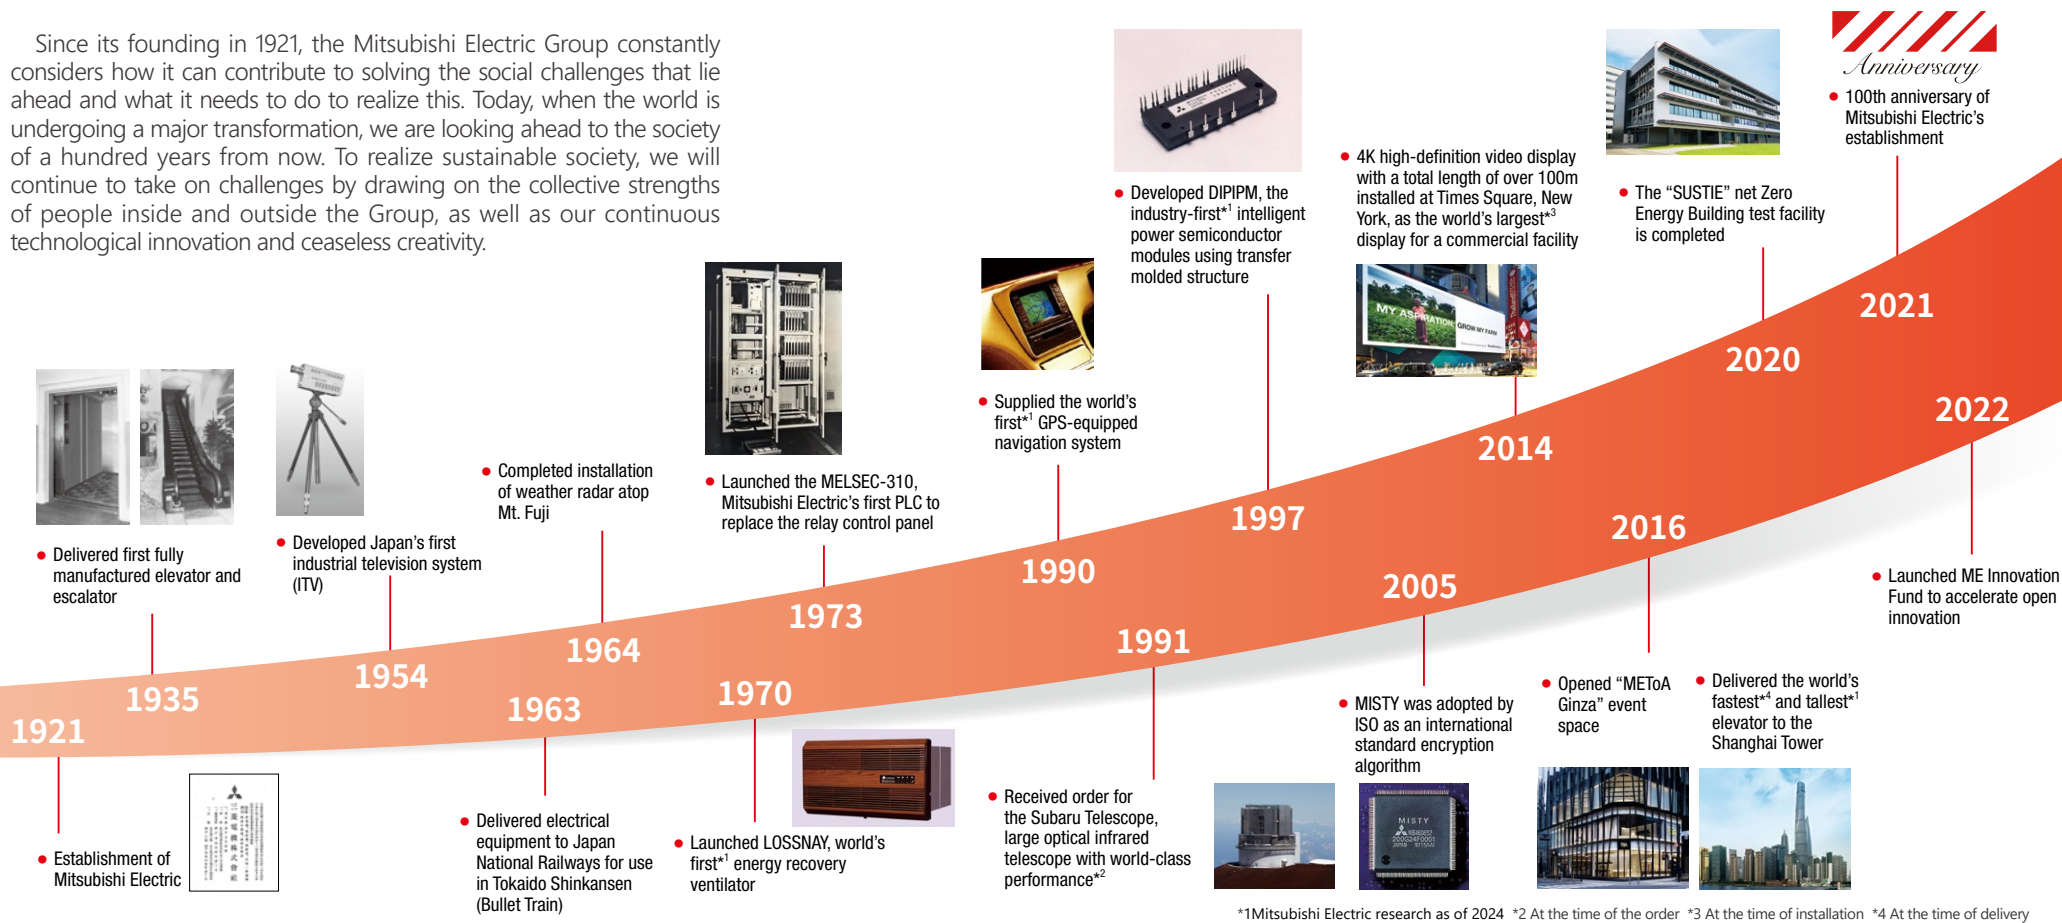 Since its founding in 1921, the Mitsubishi Electric Group constantly
considers how it can contribute to solving the social challenges that lie
ahead and what it needs to do to realize this. Today, when the world is
undergoing a major transformation, we are looking ahead to the society
of a hundred years from now. To realize sustainable society, we will
continue to take on challenges by drawing on the collective strengths
of people inside and outside the Group, as well as our continuous
technological innovation and ceaseless creativity.
1921
● Establishment of
Mitsubishi Electric
三菱電機株式會社
1935
● Delivered first fully
manufactured elevator and
escalator
1954
● Developed Japan's first
industrial television system
(ITV)
1963
● Delivered electrical
equipment to Japan
National Railways for use
in Tokaido Shinkansen
(Bullet Train)
1964
● Completed installation
of weather radar atop
Mt. Fuji
1970
● Launched LOSSNAY, world's
first*1 energy recovery
ventilator
1973
● Launched the MELSEC-310,
Mitsubishi Electric's first PLC to
replace the relay control panel
1990
● Supplied the world's
first*1 GPS-equipped
navigation system
1991
● Received order for
the Subaru Telescope,
large optical infrared
telescope with world-class
performance*2
1997
● Developed DIPIPM, the
industry-first*1 intelligent
power semiconductor
modules using transfer
molded structure
2005
● MISTY was adopted by
ISO as an international
standard encryption
algorithm
MISTY
JAPAN
2014
● 4K high-definition video display
with a total length of over 100m
installed at Times Square, New
York, as the world's largest*3
display for a commercial facility
MY ASPIRATION:
GROW MY FARM
2016
● Opened “METoA
Ginza” event
space
● Delivered the world's
fastest*4 and tallest*1
elevator to the
Shanghai Tower
2020
● The “SUSTIE” net Zero
Energy Building test facility
is completed
2021
Anniversary
● 100th anniversary of
Mitsubishi Electric's
establishment
2022
● Launched ME Innovation
Fund to accelerate open
innovation
*1Mitsubishi Electric research as of 2024 *2 At the time of the order *3 At the time of installation *4 At the time of delivery